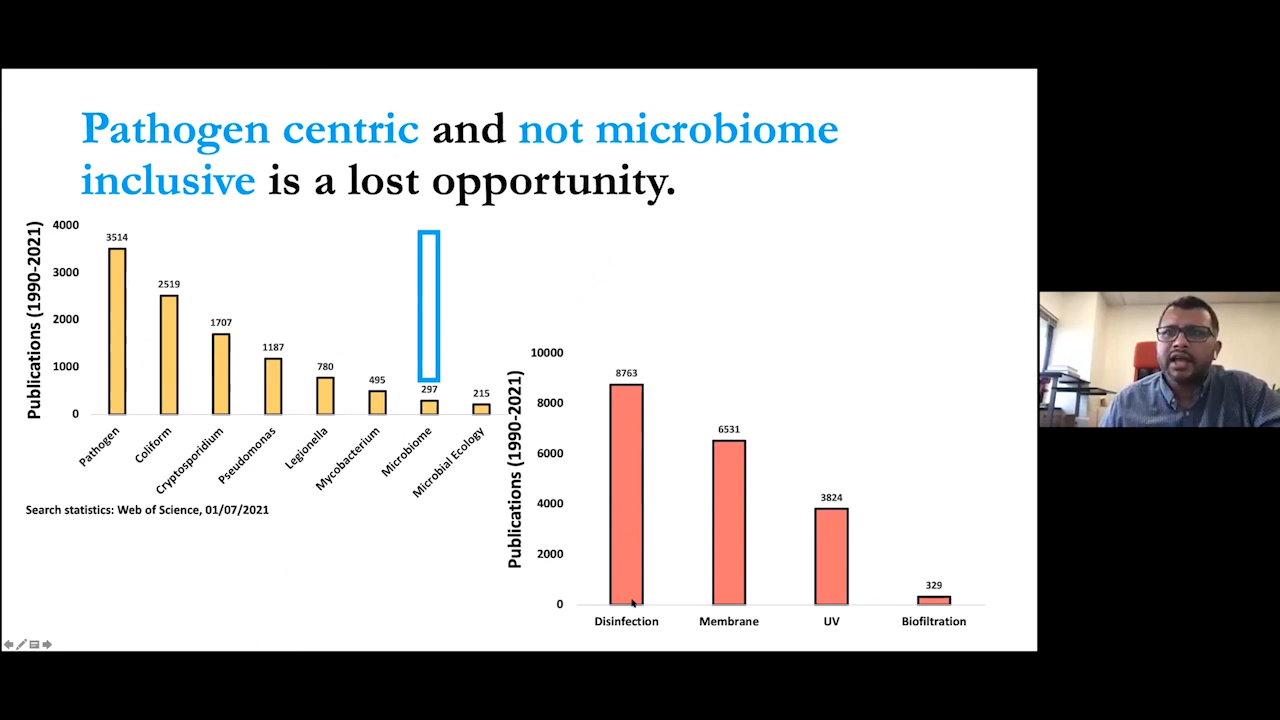 Pathogen centric and not microbiome
inclusive is a lost opportunity.
Publications (1990-2021)
4000
3000
2000
1000
0
3514
2519
1707
1187
780
495
297
215
Pathogen
Coliform
Cryptosporidium
Pseudomonas
Legionella
Mycobacterium
Microbiome
Microbial Ecology
Search statistics: Web of Science, 01/07/2021
Publications (1990-2021)
10000
8000
6000
4000
2000
0
8763
6531
3824
329
Disinfection
Membrane
UV
Biofiltration